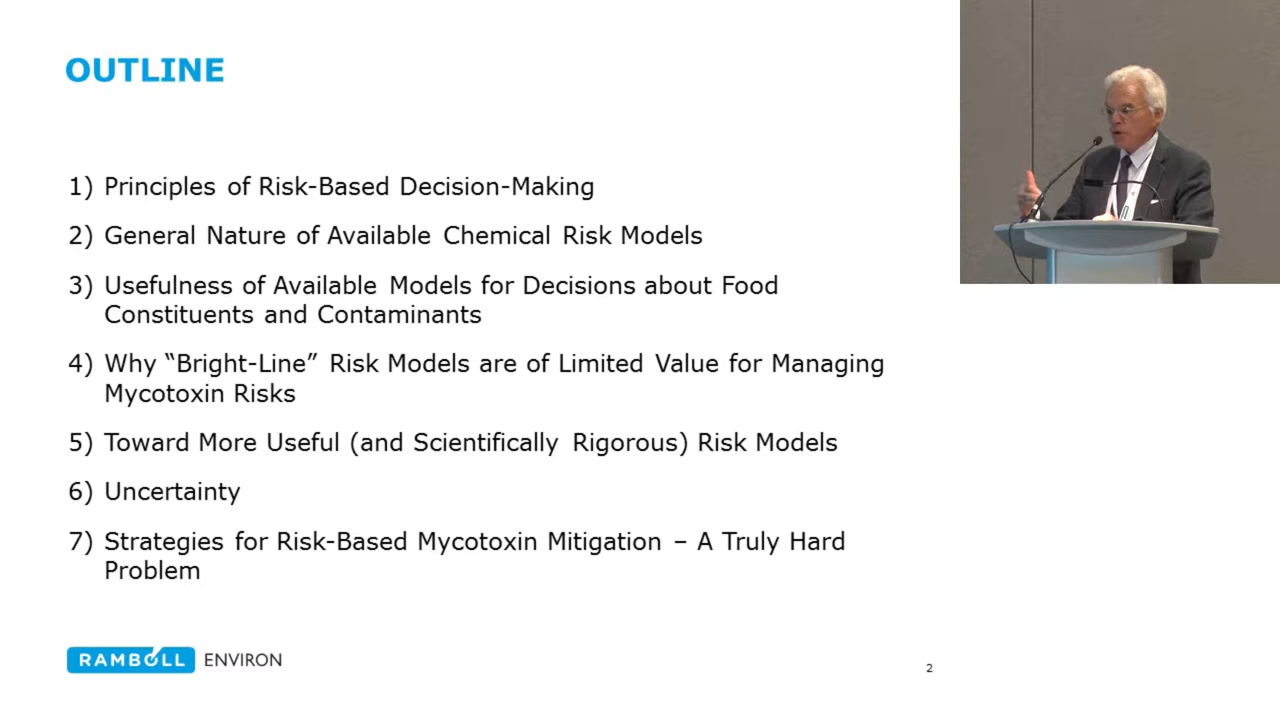 OUTLINE
1) Principles of Risk-Based Decision-Making
2) General Nature of Available Chemical Risk Models
3) Usefulness of Available Models for Decisions about Food
Constituents and Contaminants
4) Why “Bright-Line” Risk Models are of Limited Value for Managing
Mycotoxin Risks
5) Toward More Useful (and Scientifically Rigorous) Risk Models
6) Uncertainty
7) Strategies for Risk-Based Mycotoxin Mitigation – A Truly Hard
Problem
RAMBOLL ENVIRON
2